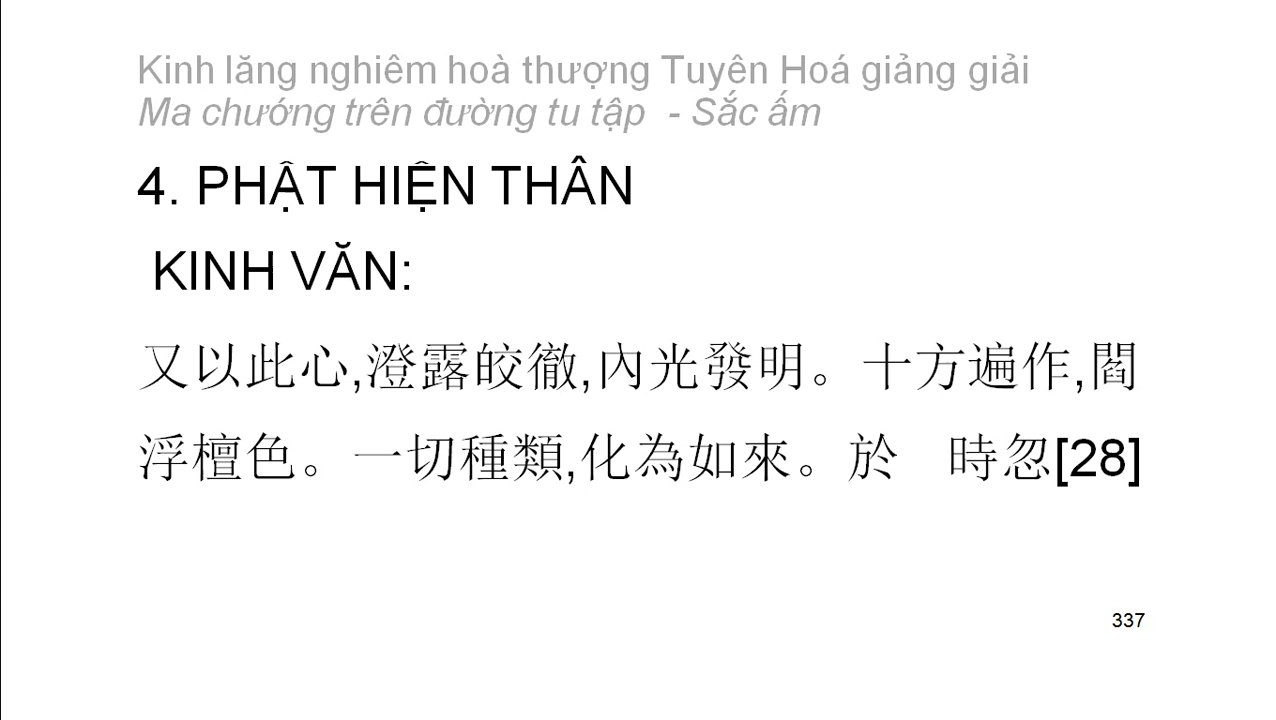 Kinh lăng nghiêm hoà thượng Tuyên Hoá giảng giải
Ma chướng trên đường tu tập - Sắc ấm
4. PHẬT HIỆN THÂN
KINH VĂN:
又以此心,澄露皎徹,內光發明。十方遍作,閻
浮檀色。一切種類,化為如來。於 時忽[28]
337